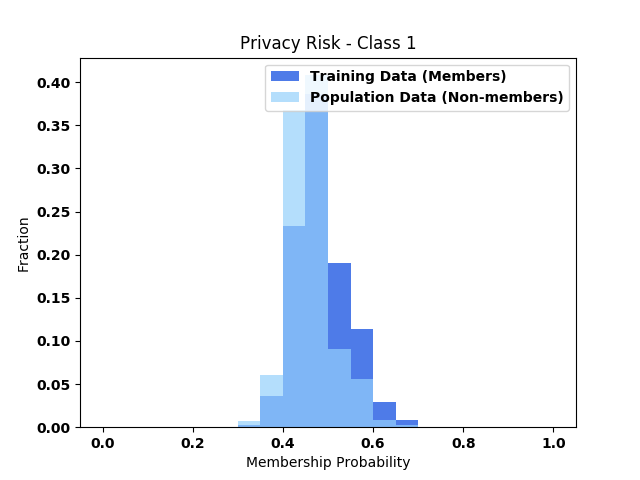 Privacy Risk - Class 1
Training Data (Members)
Population Data (Non-members)
0.40
0.35
0.30
0.25
0.20
0.15
0.10
0.05
0.00
Fraction
0.0 0.2 0.4 0.6 0.8 1.0
Membership Probability